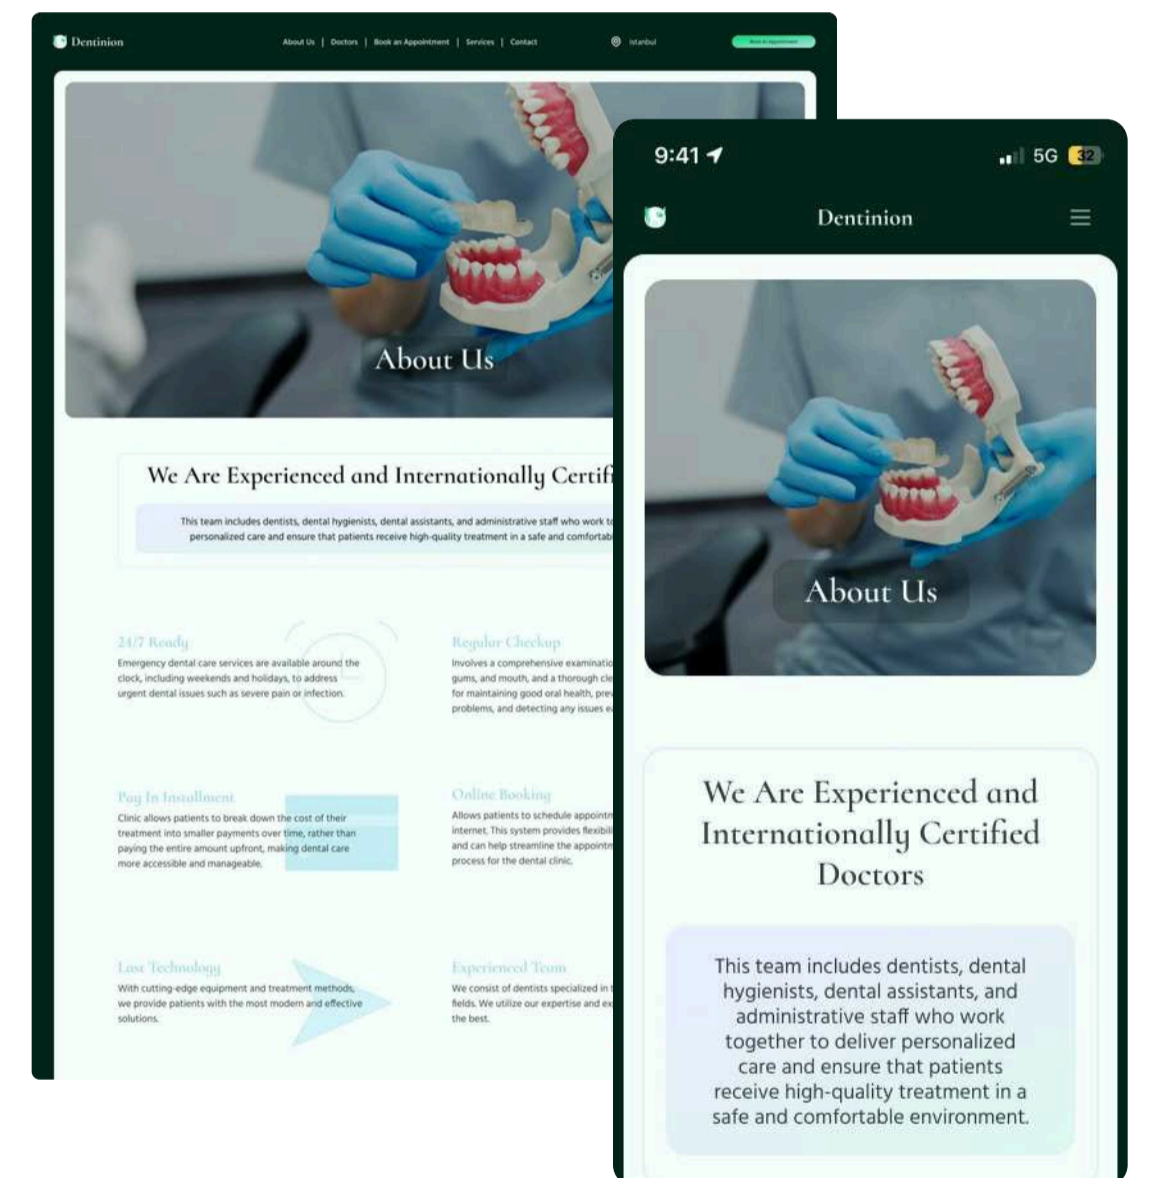 Dentinion
About Us | Doctors | Book an Appointment | Services | Contact
Istanbul
Book an Appointment
About Us
We Are Experienced and Internationally Certif
This team includes dentists, dental hygienists, dental assistants, and administrative staff who work to
personalized care and ensure that patients receive high-quality treatment in a safe and comfortab
24/7 Ready
Emergency dental care services are available around the
clock, including weekends and holidays, to address
urgent dental issues such as severe pain or infection.
Regular Checkup
Involves a comprehensive examinatio
gums, and mouth, and a thorough cle
for maintaining good oral health, prev
problems, and detecting any issues e
Pay In Installment
Clinic allows patients to break down the cost of their
treatment into smaller payments over time, rather than
paying the entire amount upfront, making dental care
more accessible and manageable.
Online Booking
Allows patients to schedule appointm
internet. This system provides flexibili
and can help streamline the appointm
process for the dental clinic.
Last Technology
With cutting-edge equipment and treatment methods,
we provide patients with the most modern and effective
solutions.
Experienced Team
We consist of dentists specialized in t
fields. We utilize our expertise and ex
the best.
9:41
5G 32
Dentinion
About Us
We Are Experienced and
Internationally Certified
Doctors
This team includes dentists, dental
hygienists, dental assistants, and
administrative staff who work
together to deliver personalized
care and ensure that patients
receive high-quality treatment in a
safe and comfortable environment.